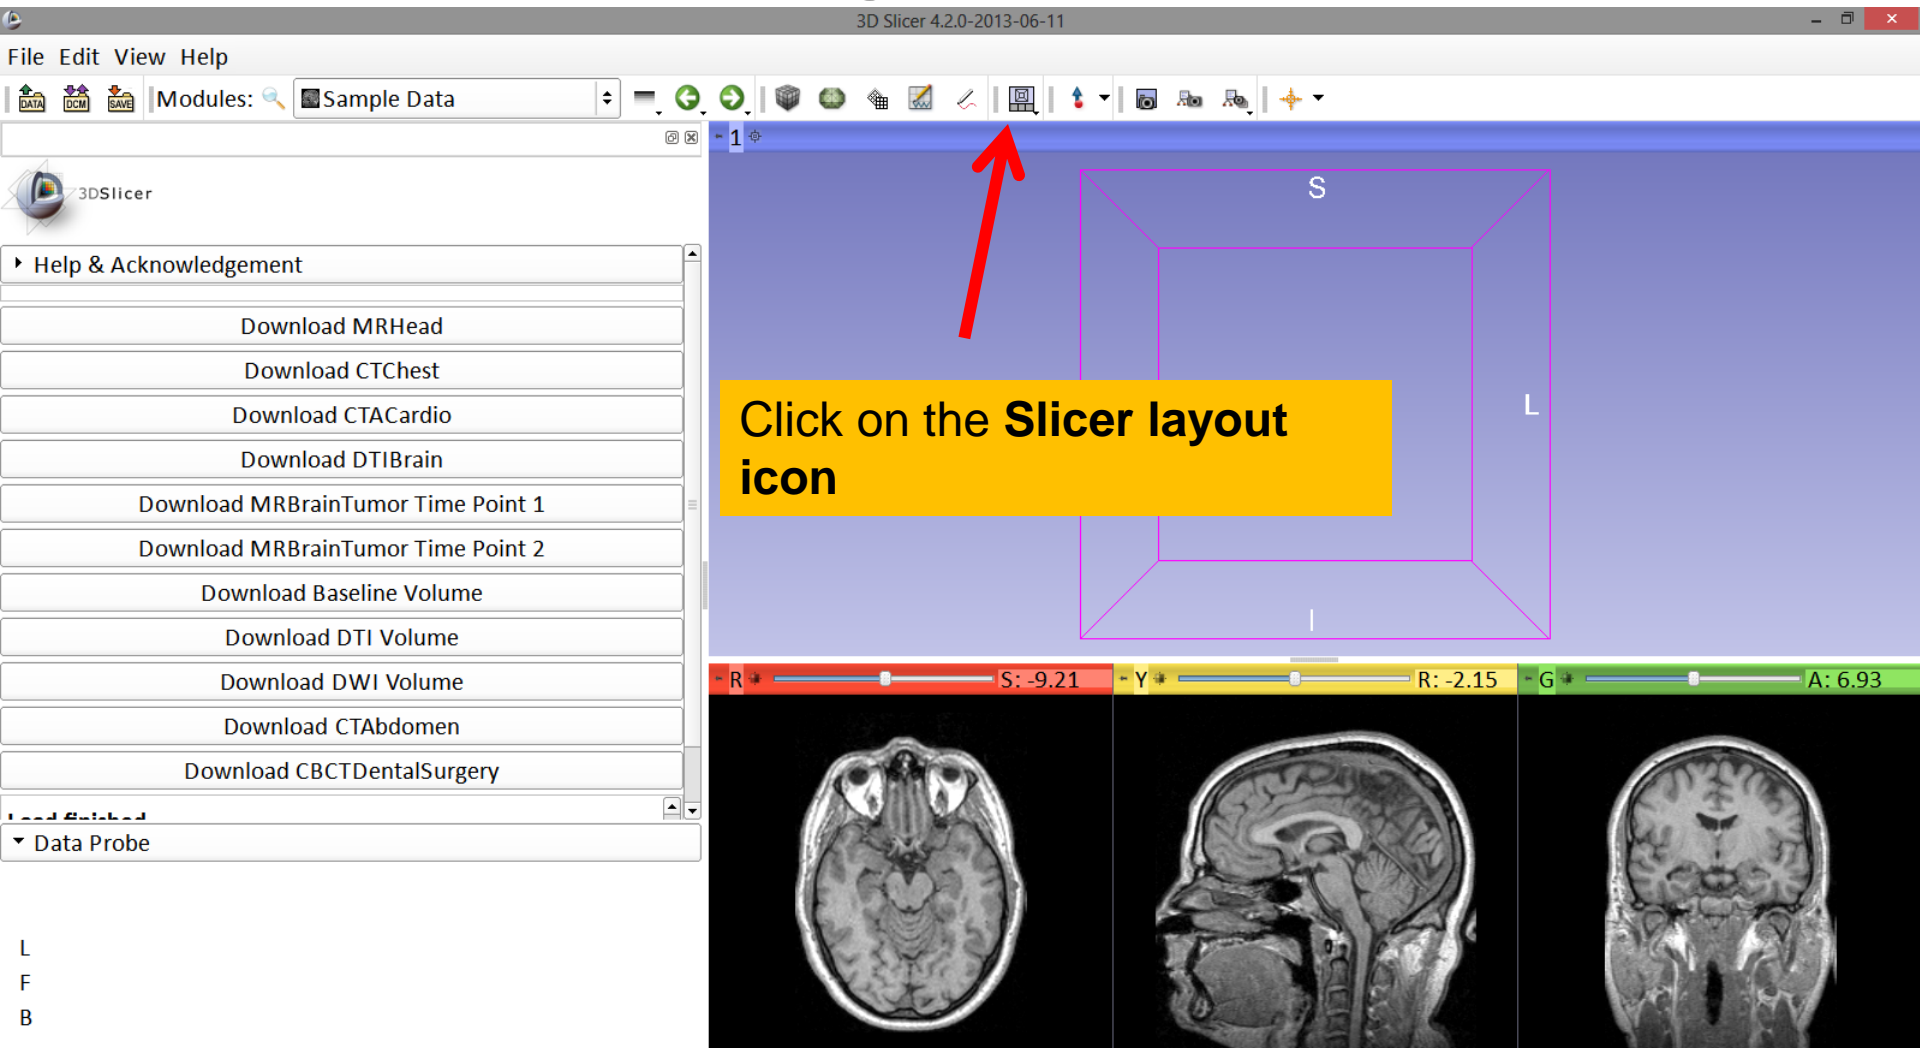 3D Slicer 4.2.0-2013-06-11
File Edit View Help
DATA DCM SAVE Modules: Sample Data
1
3DSlicer
S
Help & Acknowledgement
Download MRHead
Download CTChest
Download CTACardio
L
Click on the Slicer layout
icon
Download DTIBrain
Download MRBrainTumor Time Point 1
Download MRBrainTumor Time Point 2
Download Baseline Volume
I
Download DTI Volume
Download DWI Volume
R S: -9.21 Y R: -2.15 G A: 6.93
Download CTAbdomen
Download CBCTDentalSurgery
Load finished
Data Probe
L
F
B